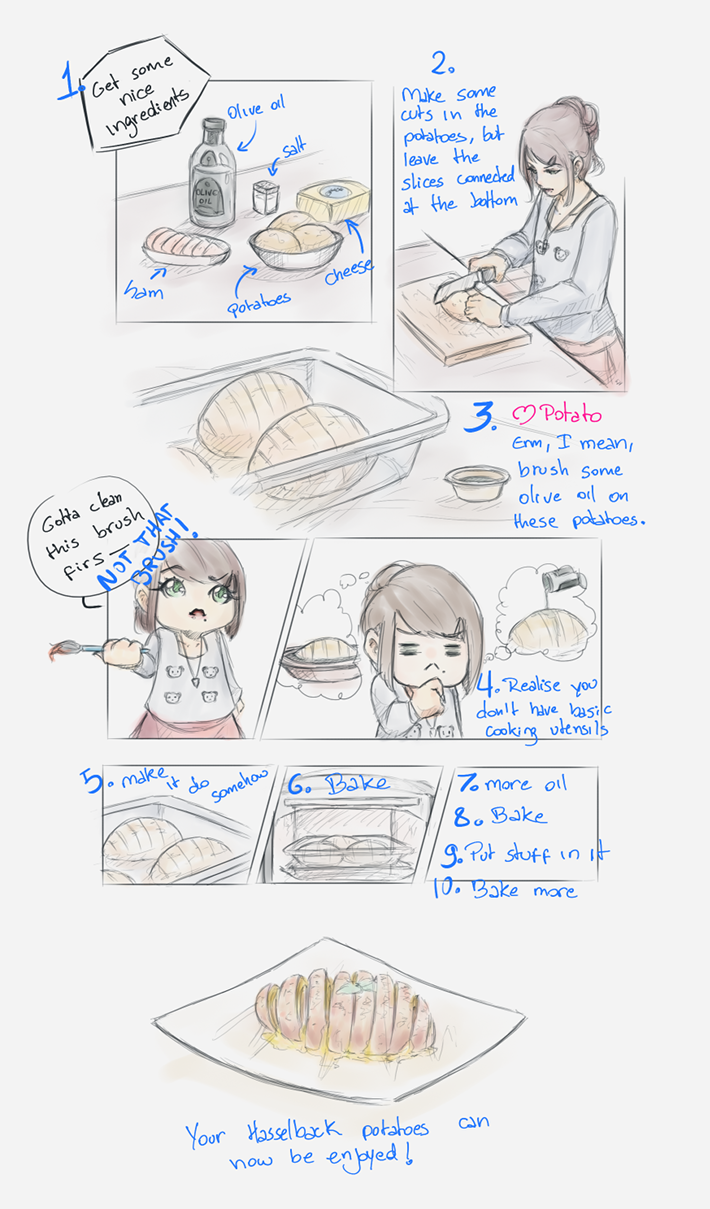 1.
Get some
nice
ingredients
Olive oil
salt
OLIVE
OIL
ham
potatoes
cheese
2.
Make some
cuts in the
potatoes, but
leave the
slices connected
at the bottom
3. ♡ Potato
Erm, I mean,
brush some
olive oil on
these potatoes.
Gotta clean
this brush
firs—
NOT THAT
BRUSH!
4. Realise you
don't have basic
cooking utensils
5. make it do somehow
6. Bake
7. more oil
8. Bake
9. Put stuff in it
10. Bake more
Your Hasselback potatoes can
now be enjoyed!